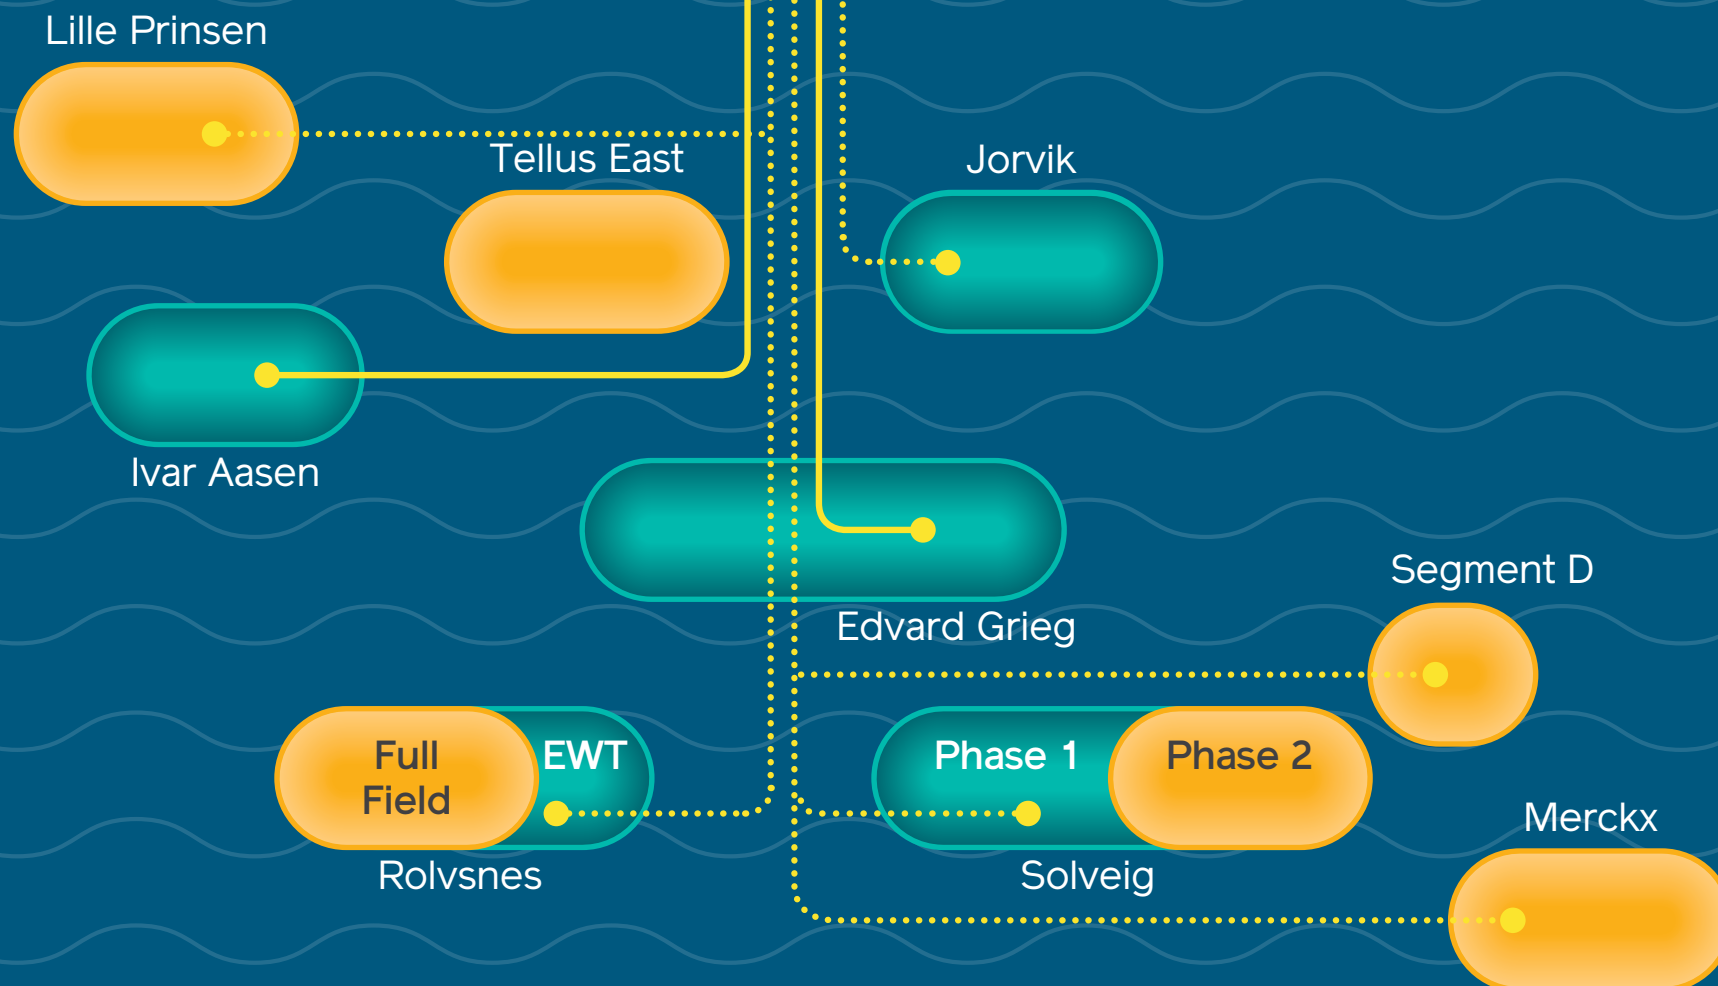 Lille Prinsen
Tellus East
Jorvik
Ivar Aasen
Edvard Grieg
Segment D
Full
Field
EWT
Rolvsnes
Phase 1
Phase 2
Solveig
Merckx